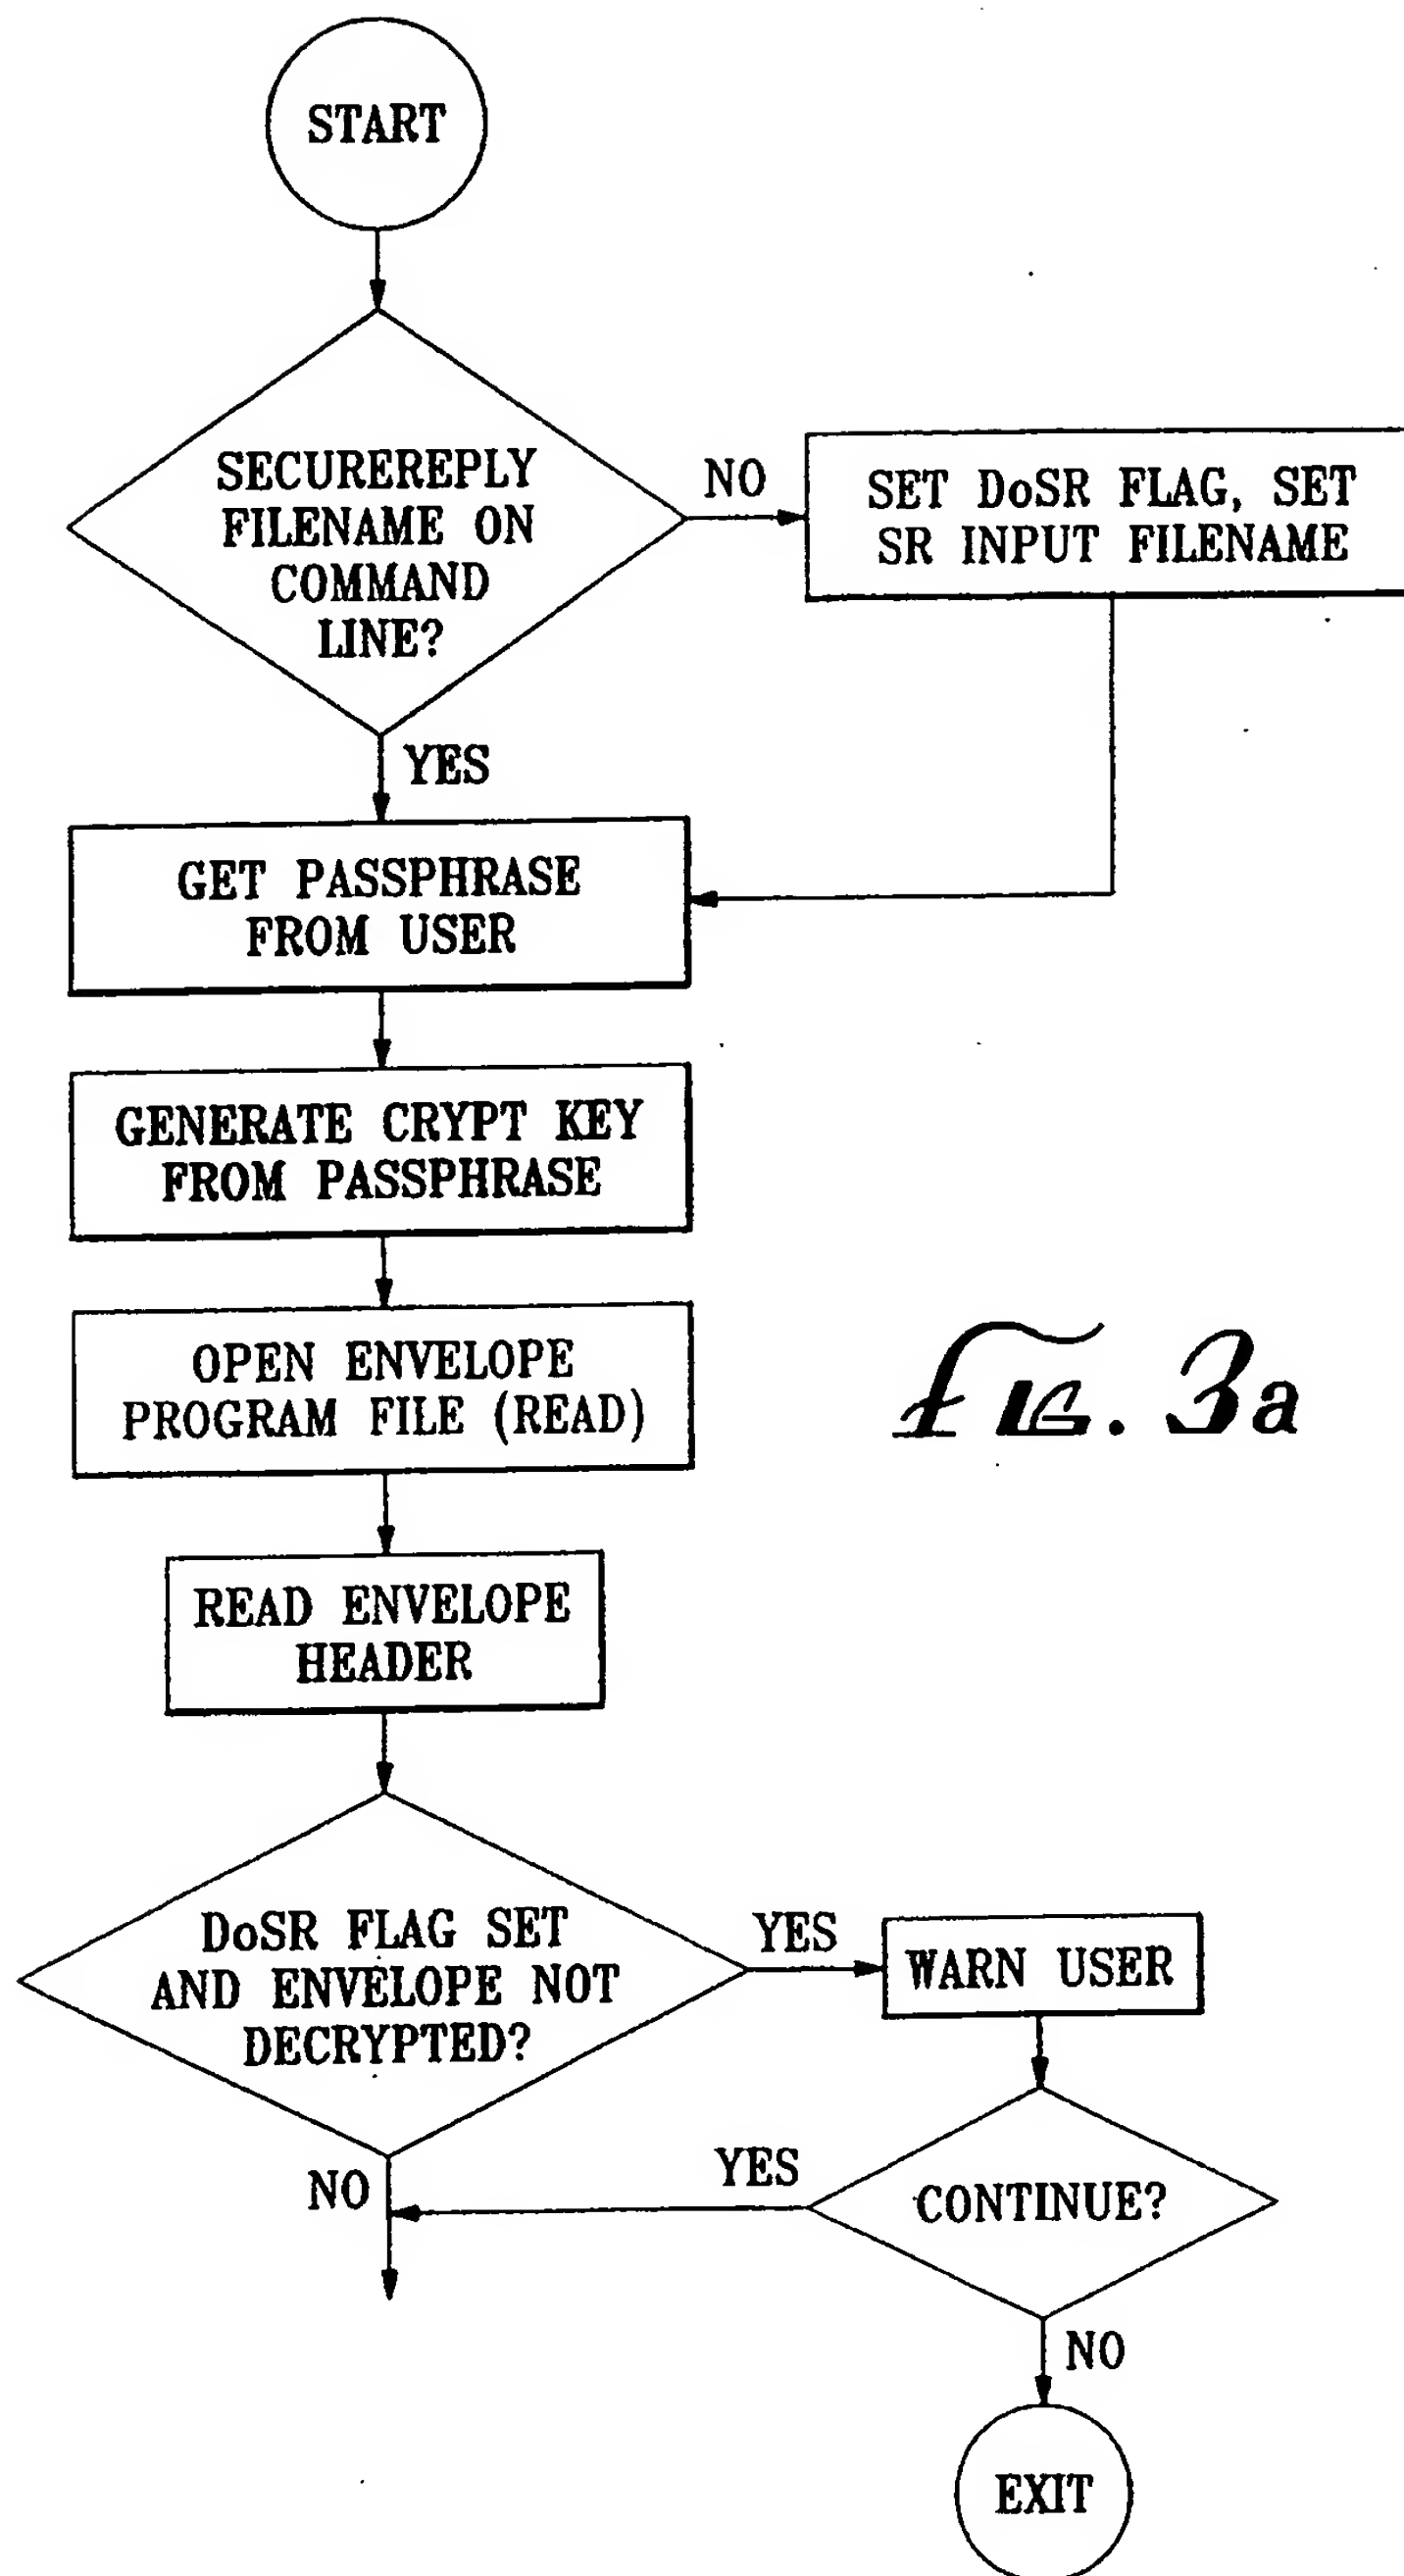 START
SECUREREPLY
FILENAME ON
COMMAND
LINE?
NO
SET DoSR FLAG, SET
SR INPUT FILENAME
YES
GET PASSPHRASE
FROM USER
GENERATE CRYPT KEY
FROM PASSPHRASE
OPEN ENVELOPE
PROGRAM FILE (READ)
FIG. 3a
READ ENVELOPE
HEADER
DoSR FLAG SET
AND ENVELOPE NOT
DECRYPTED?
YES
WARN USER
NO
YES
CONTINUE?
NO
EXIT